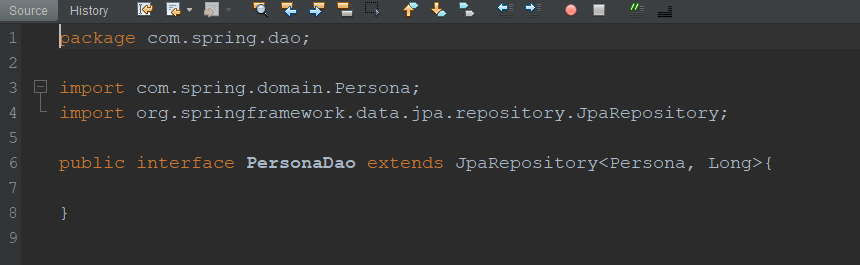 Source History
1 package com.spring.dao;
2
3 import com.spring.domain.Persona;
4 import org.springframework.data.jpa.repository.JpaRepository;
5
6 public interface PersonaDao extends JpaRepository<Persona, Long>{
7
8 }
9